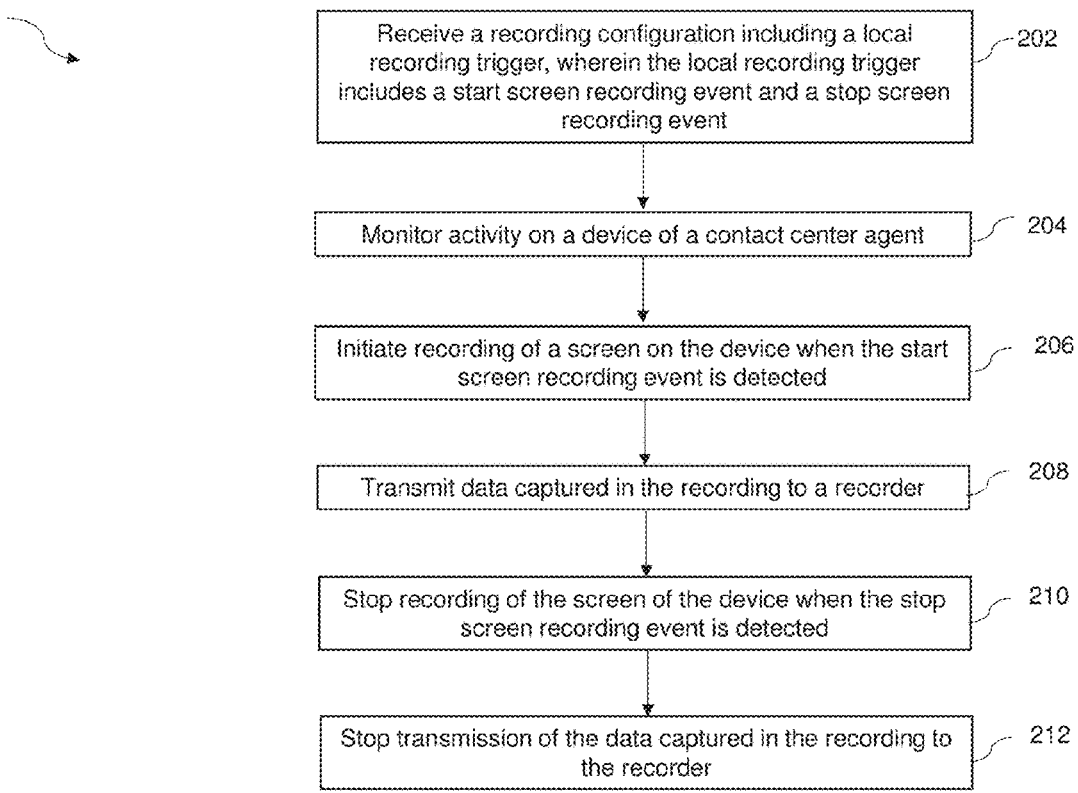 Receive a recording configuration including a local
recording trigger, wherein the local recording trigger
includes a start screen recording event and a stop screen
recording event
202
Monitor activity on a device of a contact center agent
204
Initiate recording of a screen on the device when the start
screen recording event is detected
206
Transmit data captured in the recording to a recorder
208
Stop recording of the screen of the device when the stop
screen recording event is detected
210
Stop transmission of the data captured in the recording to
the recorder
212